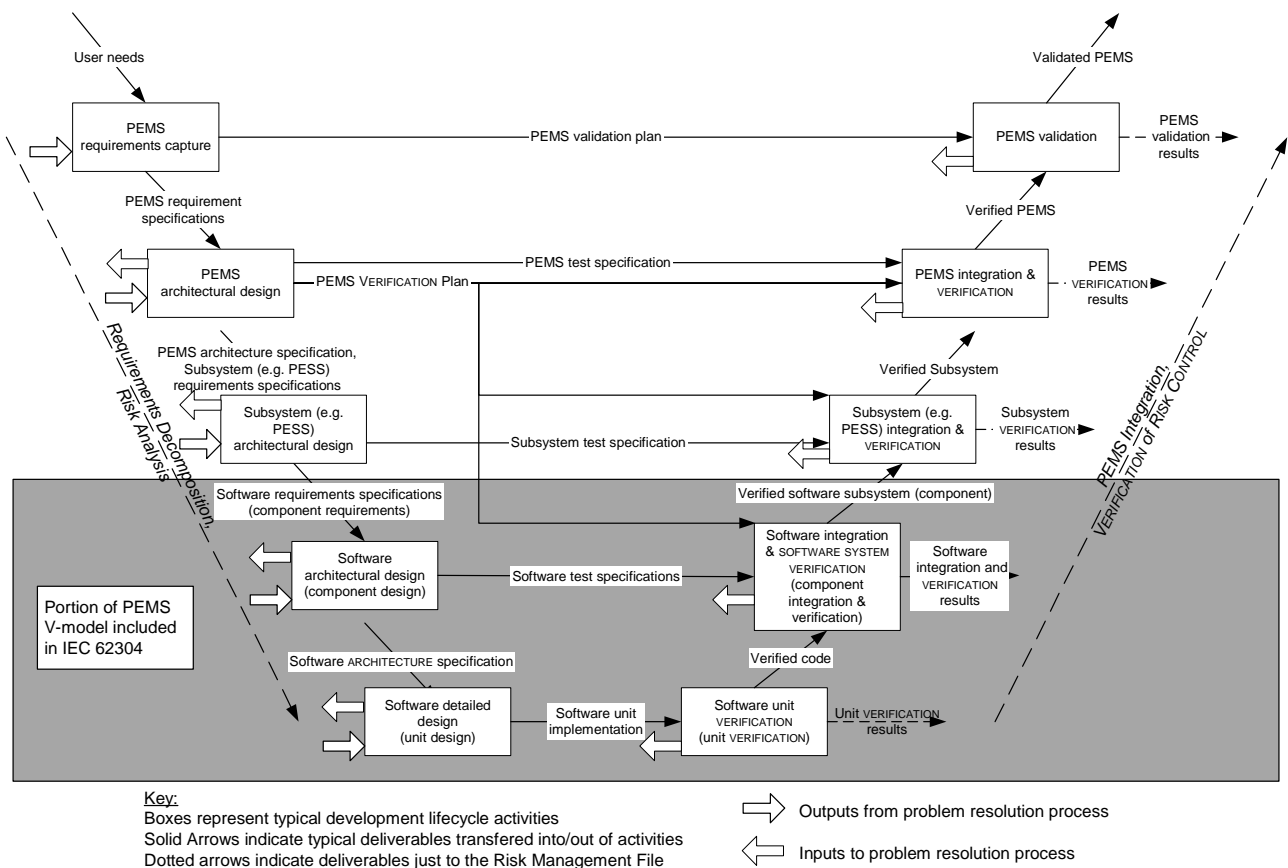 User needs
Validated PEMS
PEMS
requirements capture
PEMS validation plan
PEMS validation
PEMS
validation
results
PEMS requirement
specifications
Verified PEMS
PEMS
architectural design
PEMS test specification
PEMS VERIFICATION Plan
PEMS integration &
VERIFICATION
PEMS
VERIFICATION
results
Requirements Decomposition,
Risk Analysis
PEMS architecture specification,
Subsystem (e.g. PESS)
requirements specifications
Verified Subsystem
PEMS Integration,
VERIFICATION of RISK CONTROL
Subsystem (e.g.
PESS)
architectural design
Subsystem test specification
Subsystem (e.g.
PESS) integration &
VERIFICATION
Subsystem
VERIFICATION
results
Software requirements specifications
(component requirements)
Verified software subsystem (component)
Software
architectural design
(component design)
Software test specifications
Software integration
& SOFTWARE SYSTEM
VERIFICATION
(component
integration &
verification)
Software
integration and
VERIFICATION
results
Portion of PEMS
V-model included
in IEC 62304
Software ARCHITECTURE specification
Verified code
Software detailed
design
(unit design)
Software unit
implementation
Software unit
VERIFICATION
(unit VERIFICATION)
Unit VERIFICATION
results
Key:
Boxes represent typical development lifecycle activities
Solid Arrows indicate typical deliverables transfered into/out of activities
Dotted arrows indicate deliverables just to the Risk Management File
Outputs from problem resolution process
Inputs to problem resolution process